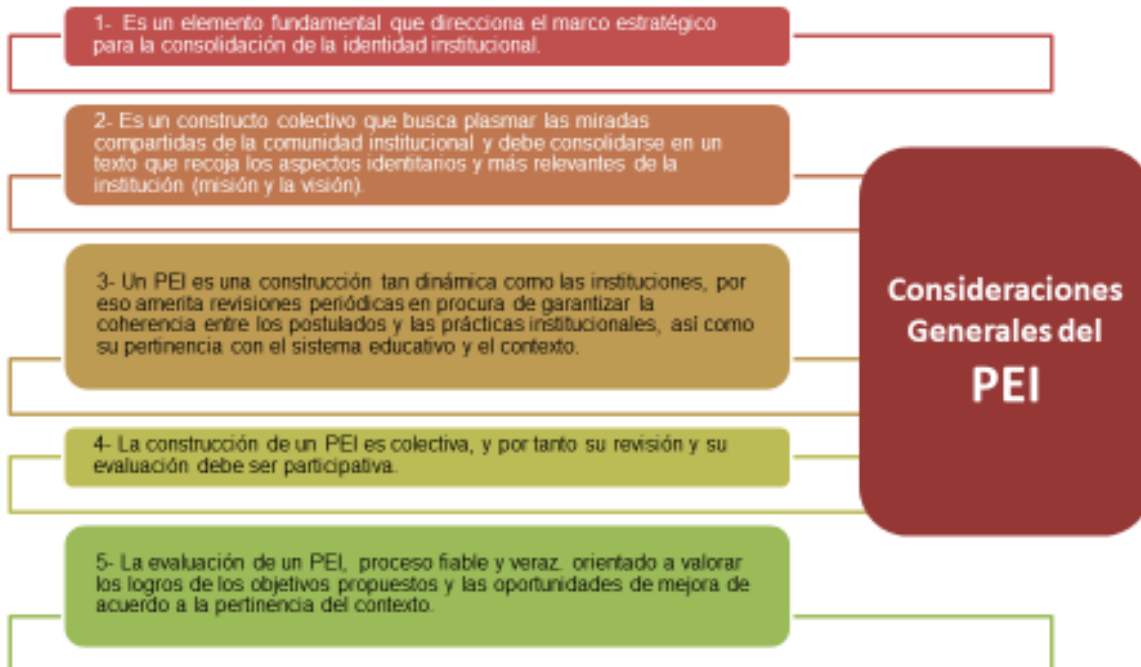 1- Es un elemento fundamental que direcciona el marco estratégico
para la consolidación de la identidad institucional.
2- Es un constructo colectivo que busca plasmar las miradas
compartidas de la comunidad institucional y debe consolidarse en un
texto que recoja los aspectos identitarios y más relevantes de la
institución (misión y la visión).
3- Un PEI es una construcción tan dinámica como las instituciones, por
eso amerita revisiones periódicas en procura de garantizar la
coherencia entre los postulados y las prácticas institucionales, así como
su pertinencia con el sistema educativo y el contexto.
4- La construcción de un PEI es colectiva, y por tanto su revisión y su
evaluación debe ser participativa.
5- La evaluación de un PEI, proceso fiable y veraz. orientado a valorar
los logros de los objetivos propuestos y las oportunidades de mejora de
acuerdo a la pertinencia del contexto.
Consideraciones
Generales del
PEI